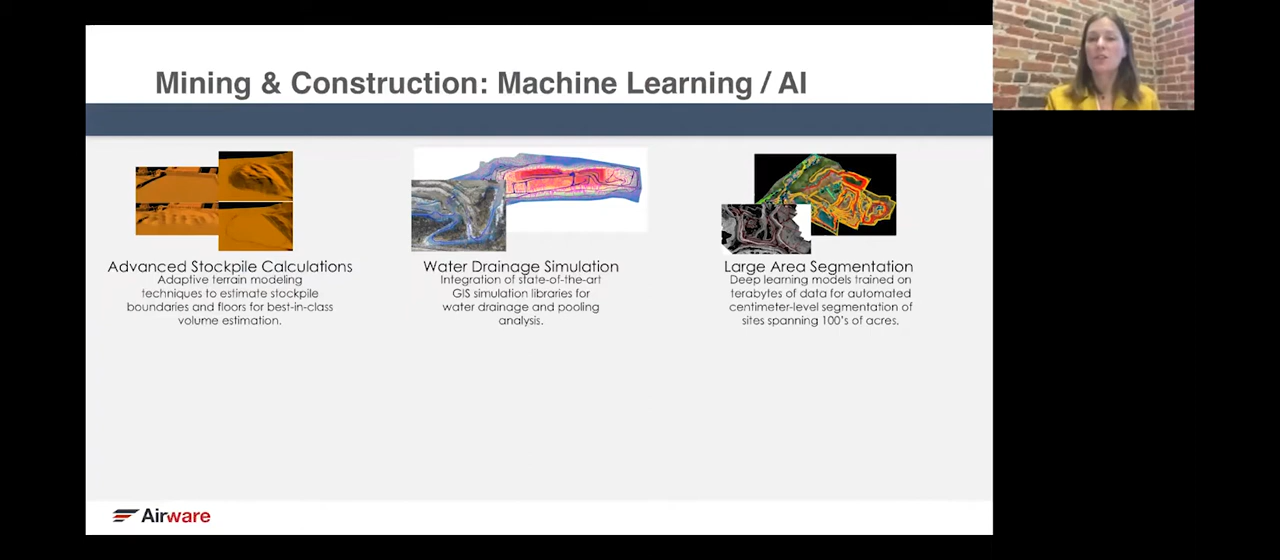 Mining & Construction: Machine Learning / AI
Advanced Stockpile Calculations
Adaptive terrain modeling
techniques to estimate stockpile
boundaries and floors for best-in-class
volume estimation.
Water Drainage Simulation
Integration of state-of-the-art
GIS simulation libraries for
water drainage and pooling
analysis.
Large Area Segmentation
Deep learning models trained on
terabytes of data for automated
centimeter-level segmentation of
sites spanning 100's of acres.
Airware